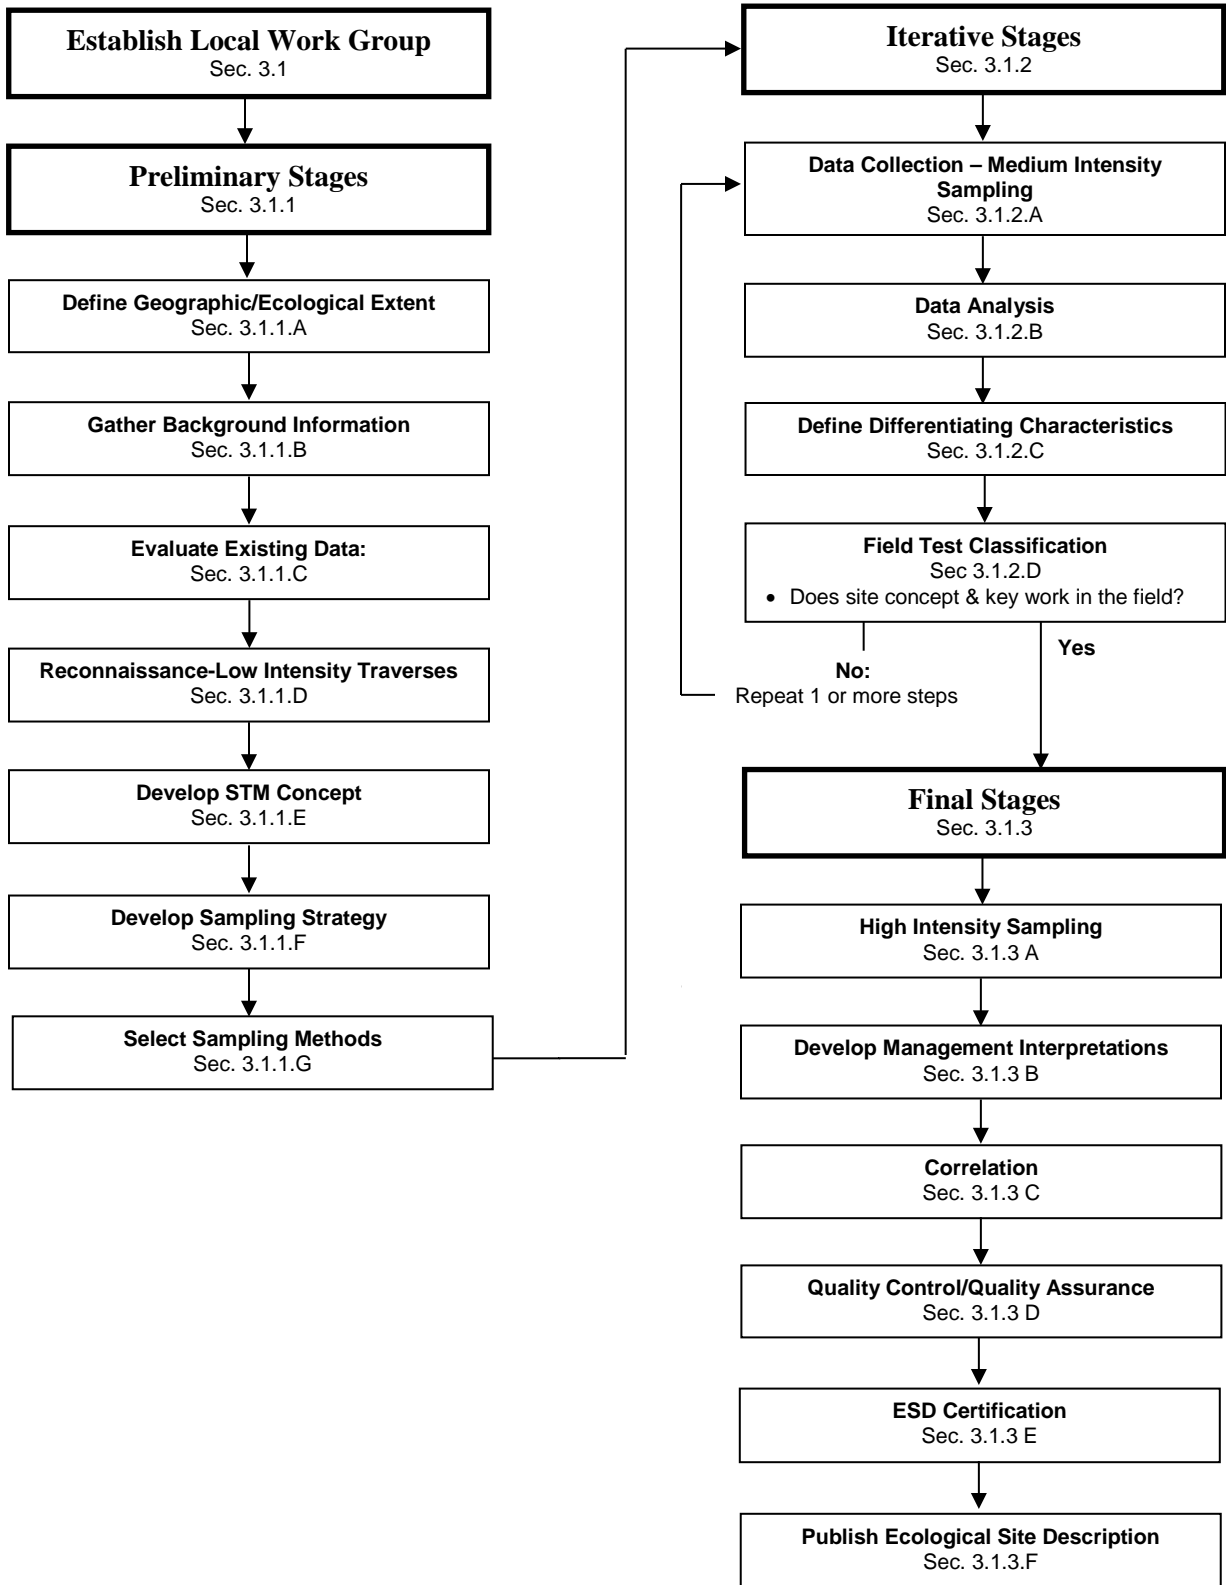 Establish Local Work Group
Sec. 3.1
Preliminary Stages
Sec. 3.1.1
Define Geographic/Ecological Extent
Sec. 3.1.1.A
Gather Background Information
Sec. 3.1.1.B
Evaluate Existing Data:
Sec. 3.1.1.C
Reconnaissance-Low Intensity Traverses
Sec. 3.1.1.D
Develop STM Concept
Sec. 3.1.1.E
Develop Sampling Strategy
Sec. 3.1.1.F
Select Sampling Methods
Sec. 3.1.1.G
Iterative Stages
Sec. 3.1.2
Data Collection – Medium Intensity
Sampling
Sec. 3.1.2.A
Data Analysis
Sec. 3.1.2.B
Define Differentiating Characteristics
Sec. 3.1.2.C
Field Test Classification
Sec 3.1.2.D
• Does site concept & key work in the field?
Yes
No:
Repeat 1 or more steps
Final Stages
Sec. 3.1.3
High Intensity Sampling
Sec. 3.1.3 A
Develop Management Interpretations
Sec. 3.1.3 B
Correlation
Sec. 3.1.3 C
Quality Control/Quality Assurance
Sec. 3.1.3 D
ESD Certification
Sec. 3.1.3 E
Publish Ecological Site Description
Sec. 3.1.3.F